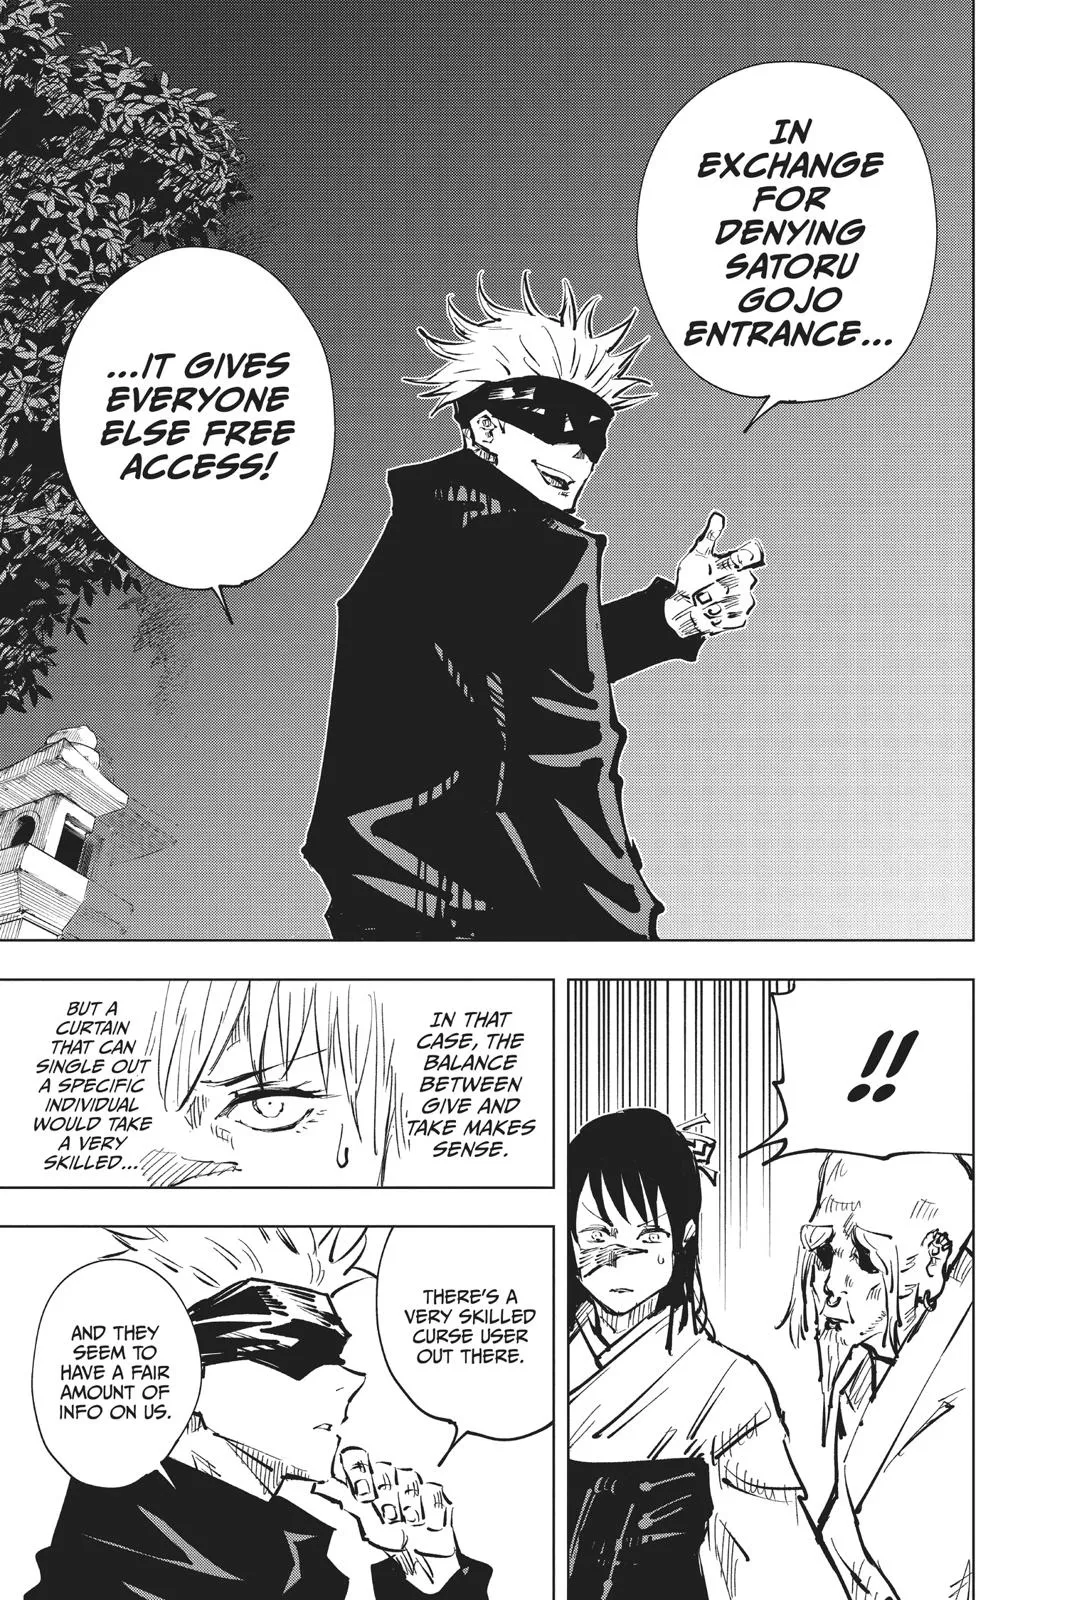 IN
EXCHANGE
FOR
DENYING
SATORU
GOJO
ENTRANCE...
...IT GIVES
EVERYONE
ELSE FREE
ACCESS!
!!
IN THAT
CASE, THE
BALANCE
BETWEEN
GIVE AND
TAKE MAKES
SENSE.
BUT A
CURTAIN
THAT CAN
SINGLE OUT
A SPECIFIC
INDIVIDUAL
WOULD TAKE
A VERY
SKILLED...
THERE'S A
VERY SKILLED
CURSE USER
OUT THERE.
AND THEY
SEEM TO
HAVE A FAIR
AMOUNT OF
INFO ON US.